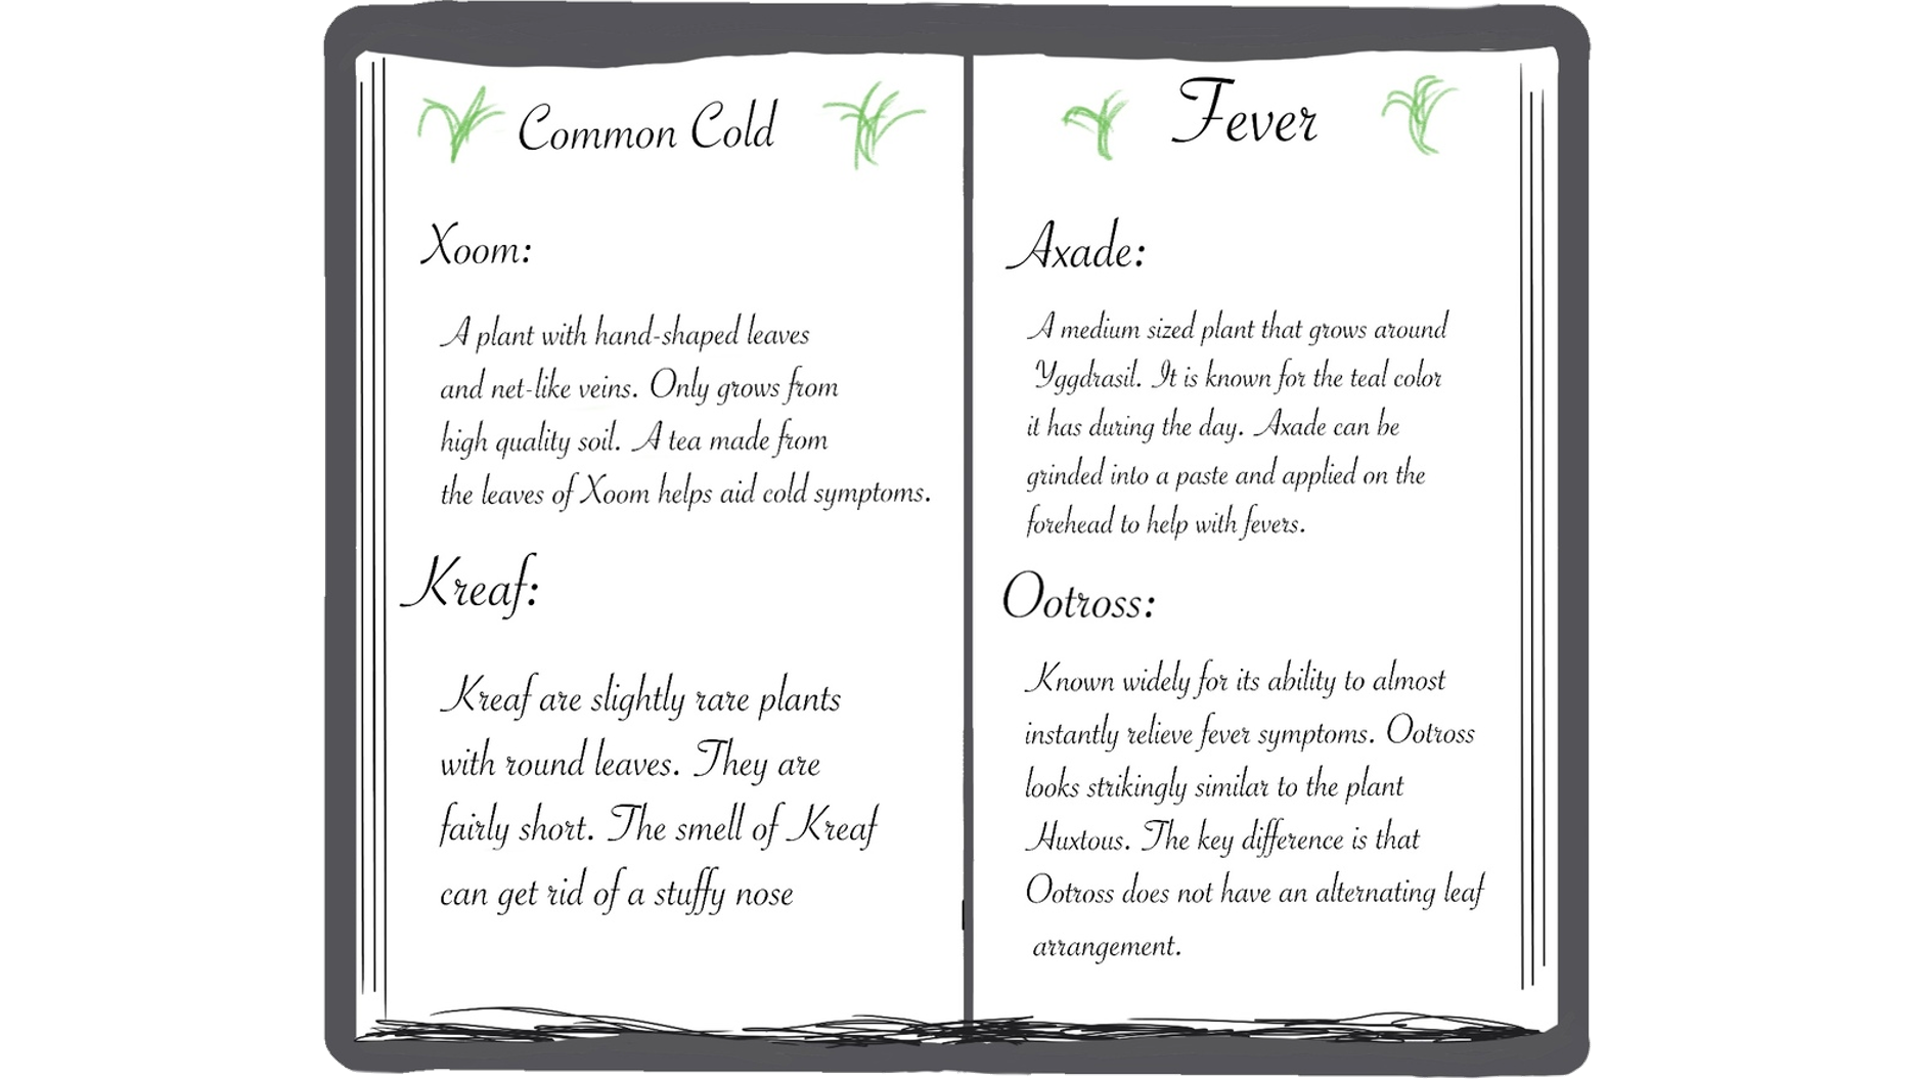 Common Cold
Xoom:
A plant with hand-shaped leaves
and net-like veins. Only grows from
high quality soil. A tea made from
the leaves of Xoom helps aid cold symptoms.
Kreaf:
Kreaf are slightly rare plants
with round leaves. They are
fairly short. The smell of Kreaf
can get rid of a stuffy nose
Fever
Axade:
A medium sized plant that grows around
Yggdrasil. It is known for the teal color
it has during the day. Axade can be
grinded into a paste and applied on the
forehead to help with fevers.
Ootross:
Known widely for its ability to almost
instantly relieve fever symptoms. Ootross
looks strikingly similar to the plant
Huxtous. The key difference is that
Ootross does not have an alternating leaf
arrangement.